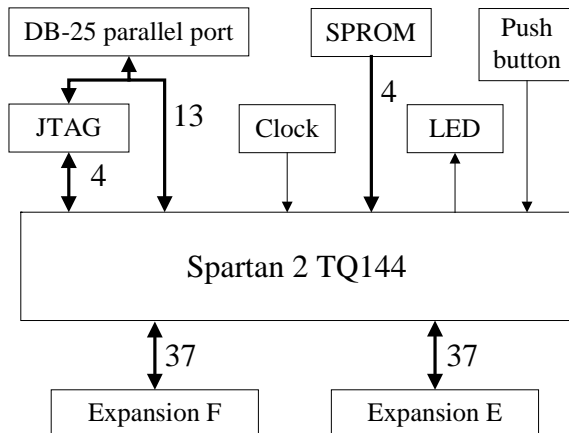 DB-25 parallel port
SPROM
Push
button
JTAG
13
Clock
4
LED
4
Spartan 2 TQ144
37
37
Expansion F
Expansion E